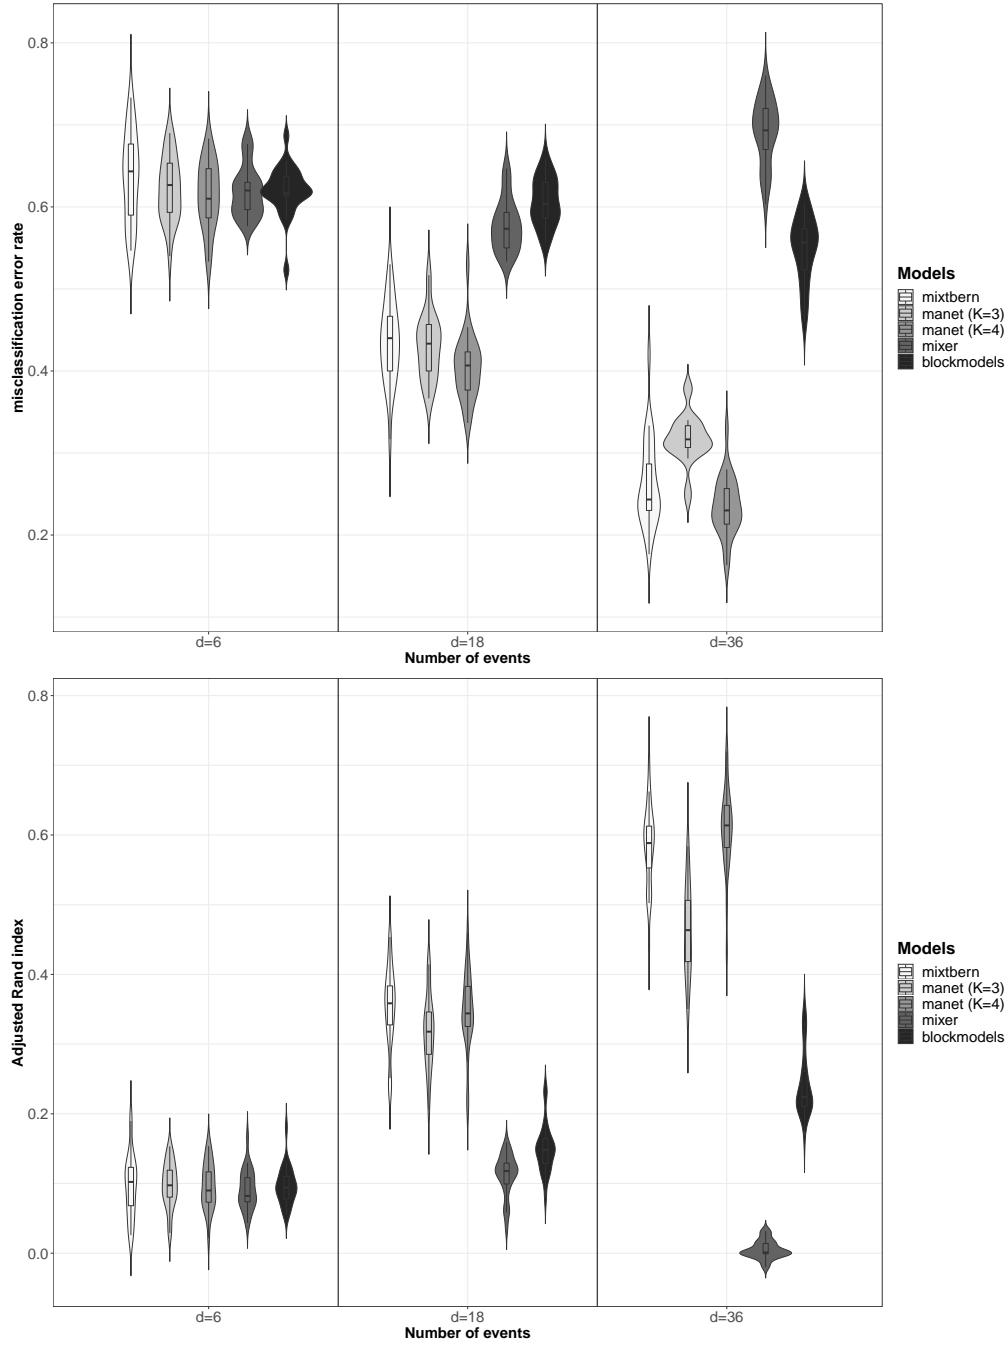 misclassification error rate
0.8
0.6
0.4
0.2
d=6
d=18
d=36
Number of events
Models
mixtbern
manet (K=3)
manet (K=4)
mixer
blockmodels
Adjusted Rand index
0.8
0.6
0.4
0.2
0.0
d=6
d=18
d=36
Number of events
Models
mixtbern
manet (K=3)
manet (K=4)
mixer
blockmodels